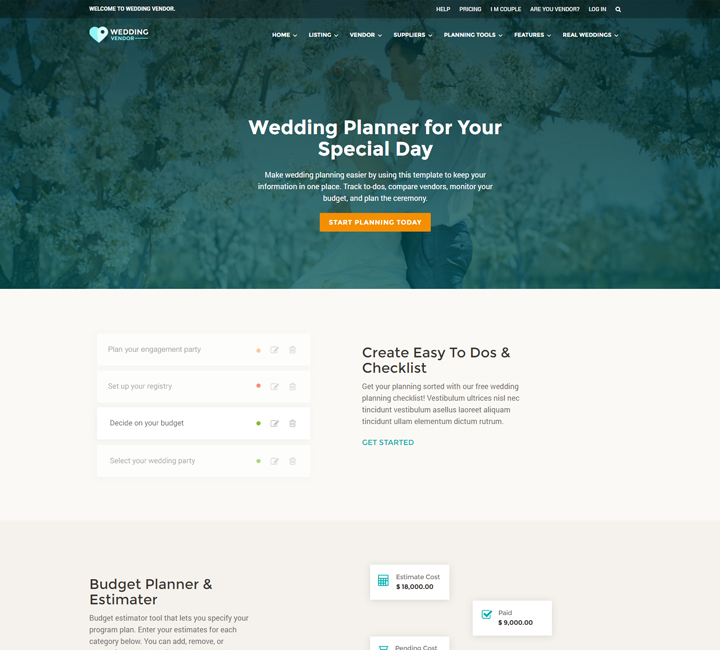 WELCOME TO WEDDING VENDOR.
HELP PRICING I M COUPLE ARE YOU VENDOR? LOG IN
WEDDING
VENDOR
HOME LISTING VENDOR SUPPLIERS PLANNING TOOLS FEATURES REAL WEDDINGS
Wedding Planner for Your
Special Day
Make wedding planning easier by using this template to keep your
information in one place. Track to-dos, compare vendors, monitor your
budget, and plan the ceremony.
START PLANNING TODAY
Plan your engagement party
Set up your registry
Decide on your budget
Select your wedding party
Create Easy To Dos &
Checklist
Get your planning sorted with our free wedding
planning checklist! Vestibulum ultrices nisl nec
tincidunt vestibulum asellus laoreet aliquam
tincidunt ullam elementum dictum rutrum.
GET STARTED
Budget Planner &
Estimater
Budget estimator tool that lets you specify your
program plan. Enter your estimates for each
category below. You can add, remove, or
Estimate Cost
$ 18,000.00
Paid
$ 9,000.00
Pending Cost